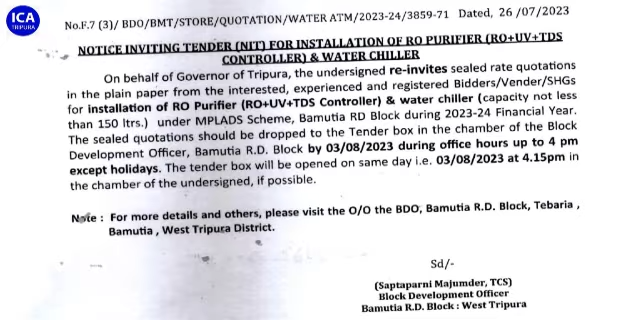 ICA
TRIPURA
No.F.7 (3)/ BDO/BMT/STORE/QUOTATION/WATER ATM/2023-24/3859-71 Dated, 26 /07/2023
NOTICE INVITING TENDER (NIT) FOR INSTALLATION OF RO PURIFIER (RO+UV+TDS
CONTROLLER) & WATER CHILLER
On behalf of Governor of Tripura, the undersigned re-invites sealed rate quotations
in the plain paper from the interested, experienced and registered Bidders/Vender/SHGs
for installation of RO Purifier (RO+UV+TDS Controller) & water chiller (capacity not less
than 150 ltrs.) under MPLADS Scheme, Bamutia RD Block during 2023-24 Financial Year.
The sealed quotations should be dropped to the Tender box in the chamber of the Block
Development Officer, Bamutia R.D. Block by 03/08/2023 during office hours up to 4 pm
except holidays. The tender box will be opened on same day i.e. 03/08/2023 at 4.15pm in
the chamber of the undersigned, if possible.
Note : For more details and others, please visit the O/O the BDO, Bamutia R.D. Block, Tebaria ,
Bamutia , West Tripura District.
Sd/-
(Saptaparni Majumder, TCS)
Block Development Officer
Bamutia R.D. Block : West Tripura